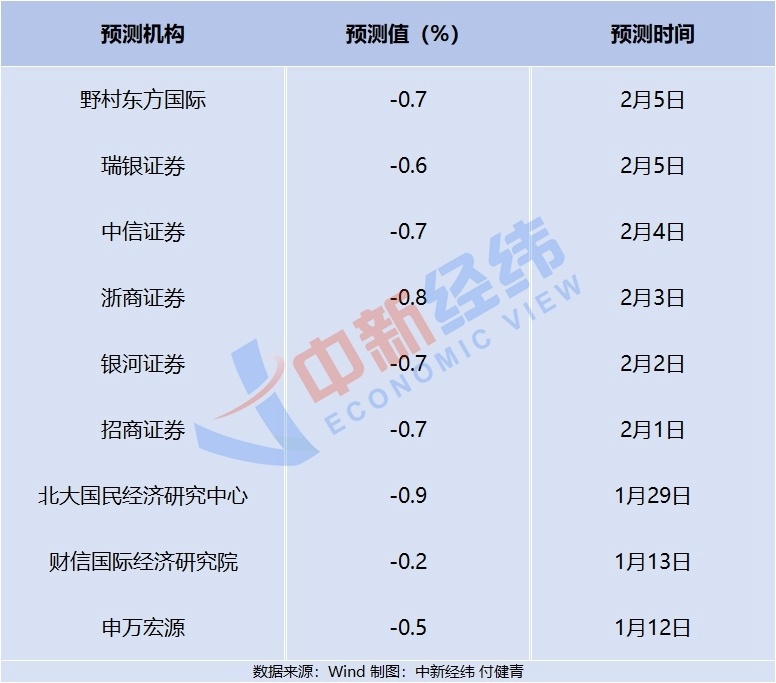 预测机构 预测值（%） 预测时间
野村东方国际 -0.7 2月5日
瑞银证券 -0.6 2月5日
中信证券 -0.7 2月4日
浙商证券 -0.8 2月3日
银河证券 -0.7 2月2日
招商证券 -0.7 2月1日
北大国民经济研究中心 -0.9 1月29日
财信国际经济研究院 -0.2 1月13日
申万宏源 -0.5 1月12日
数据来源：Wind 制图：中新经纬 付健青
中新经纬
ECONOMIC VIEW